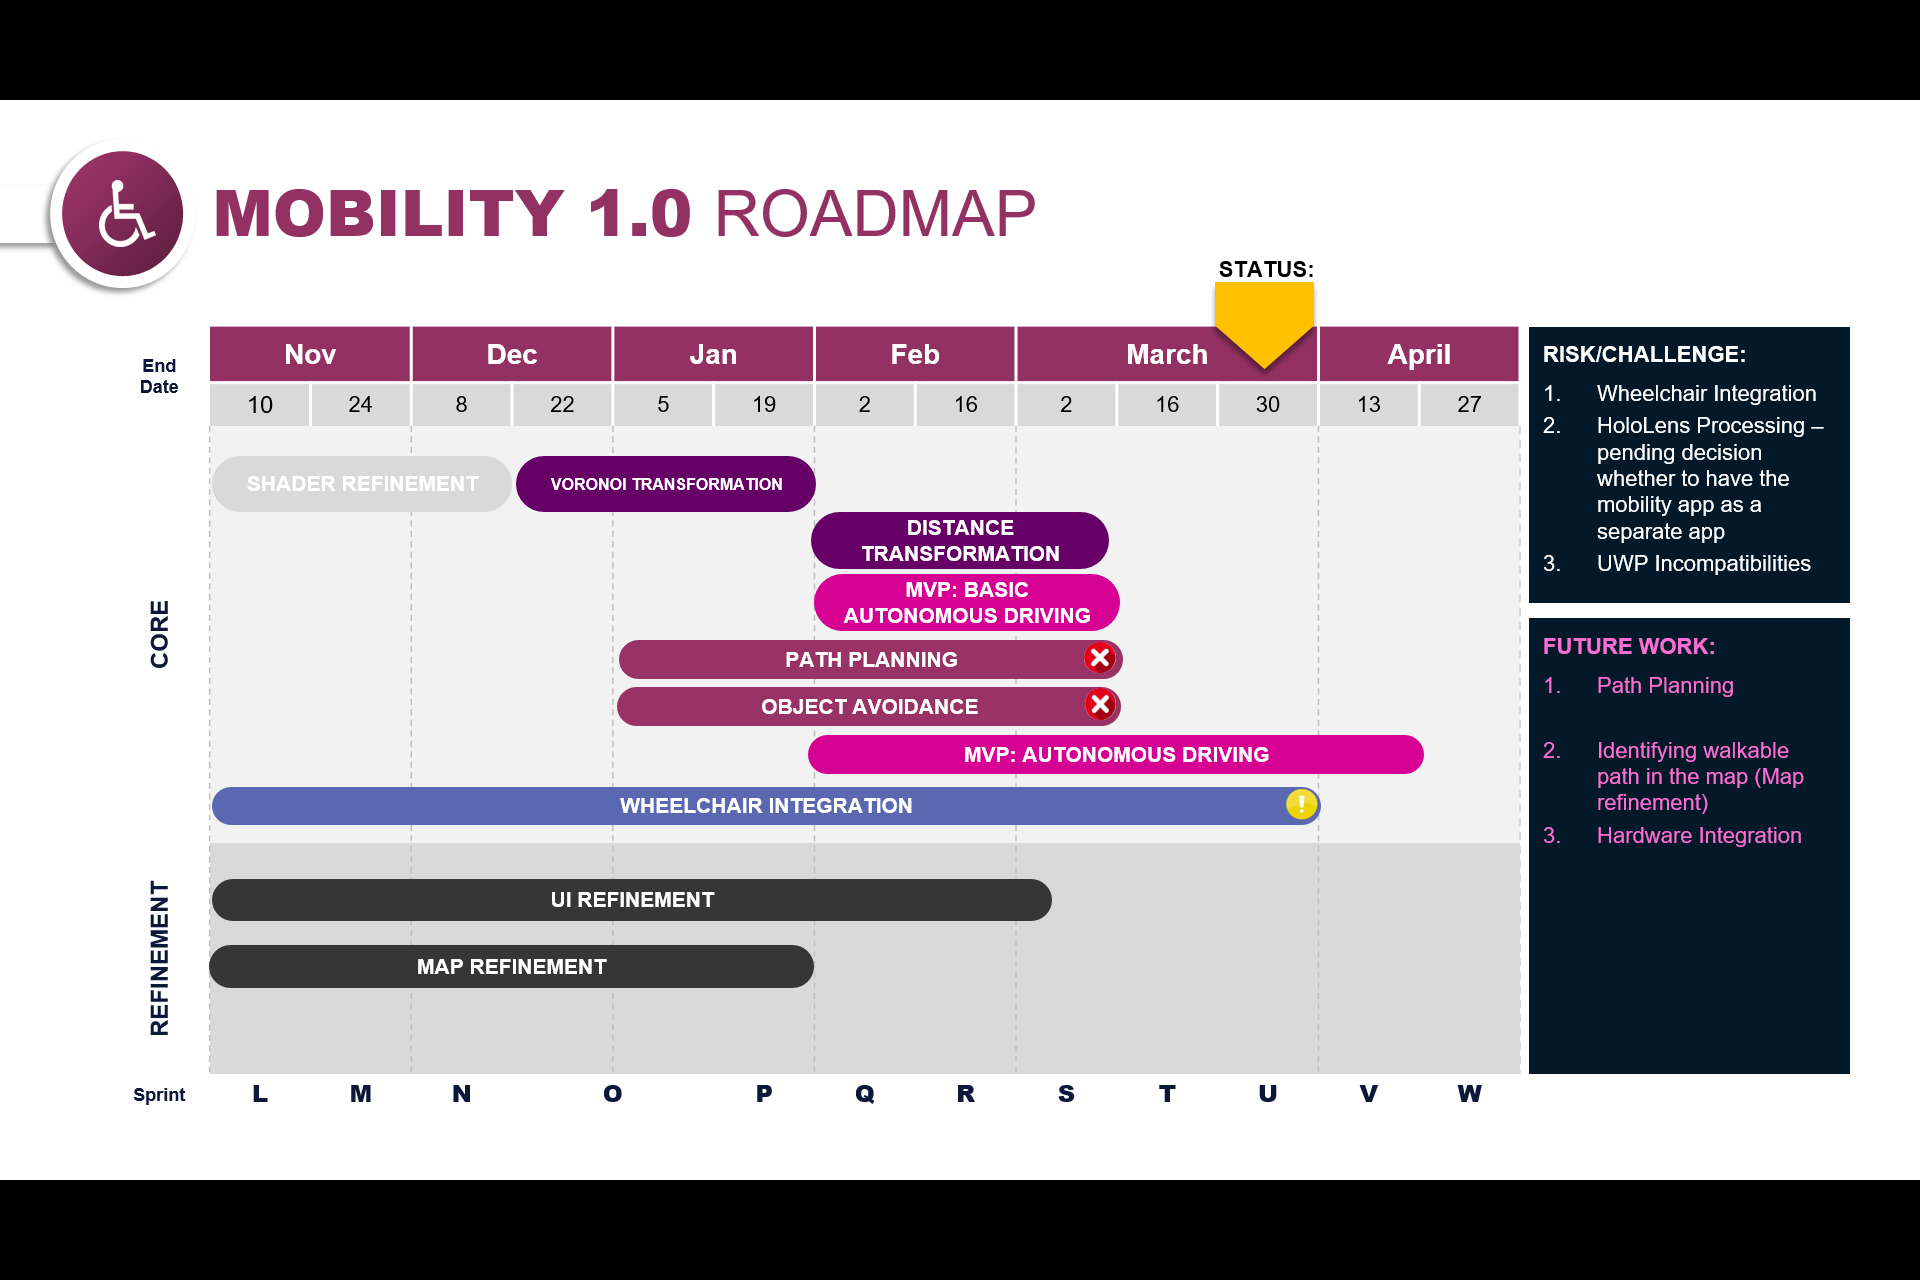 MOBILITY 1.0 ROADMAP
STATUS:
End
Date
Nov Dec Jan Feb March April
10 24 8 22 5 19 2 16 2 16 30 13 27
CORE
SHADER REFINEMENT
VORONOI TRANSFORMATION
DISTANCE
TRANSFORMATION
MVP: BASIC
AUTONOMOUS DRIVING
PATH PLANNING
OBJECT AVOIDANCE
MVP: AUTONOMOUS DRIVING
WHEELCHAIR INTEGRATION
REFINEMENT
UI REFINEMENT
MAP REFINEMENT
Sprint L M N O P Q R S T U V W
RISK/CHALLENGE:
1. Wheelchair Integration
2. HoloLens Processing –
pending decision
whether to have the
mobility app as a
separate app
3. UWP Incompatibilities
FUTURE WORK:
1. Path Planning
2. Identifying walkable
path in the map (Map
refinement)
3. Hardware Integration